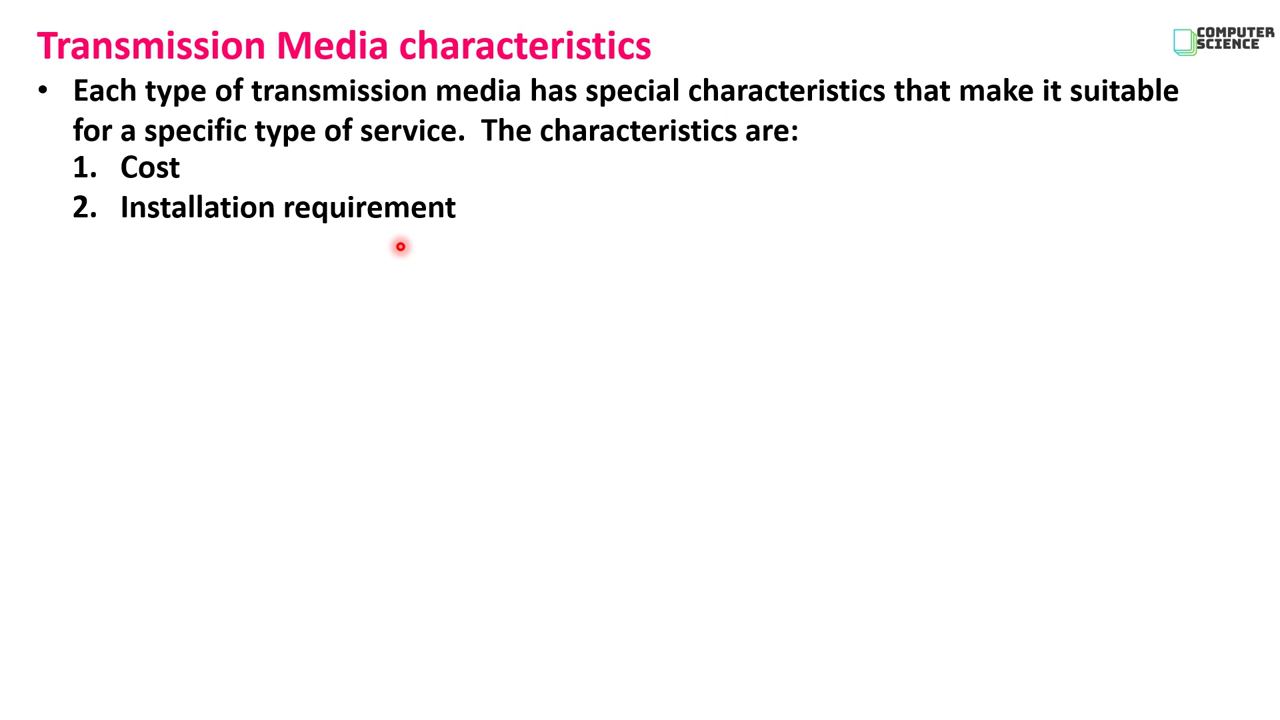 Transmission Media characteristics
COMPUTER
SCIENCE
• Each type of transmission media has special characteristics that make it suitable
for a specific type of service.  The characteristics are:
1. Cost
2. Installation requirement